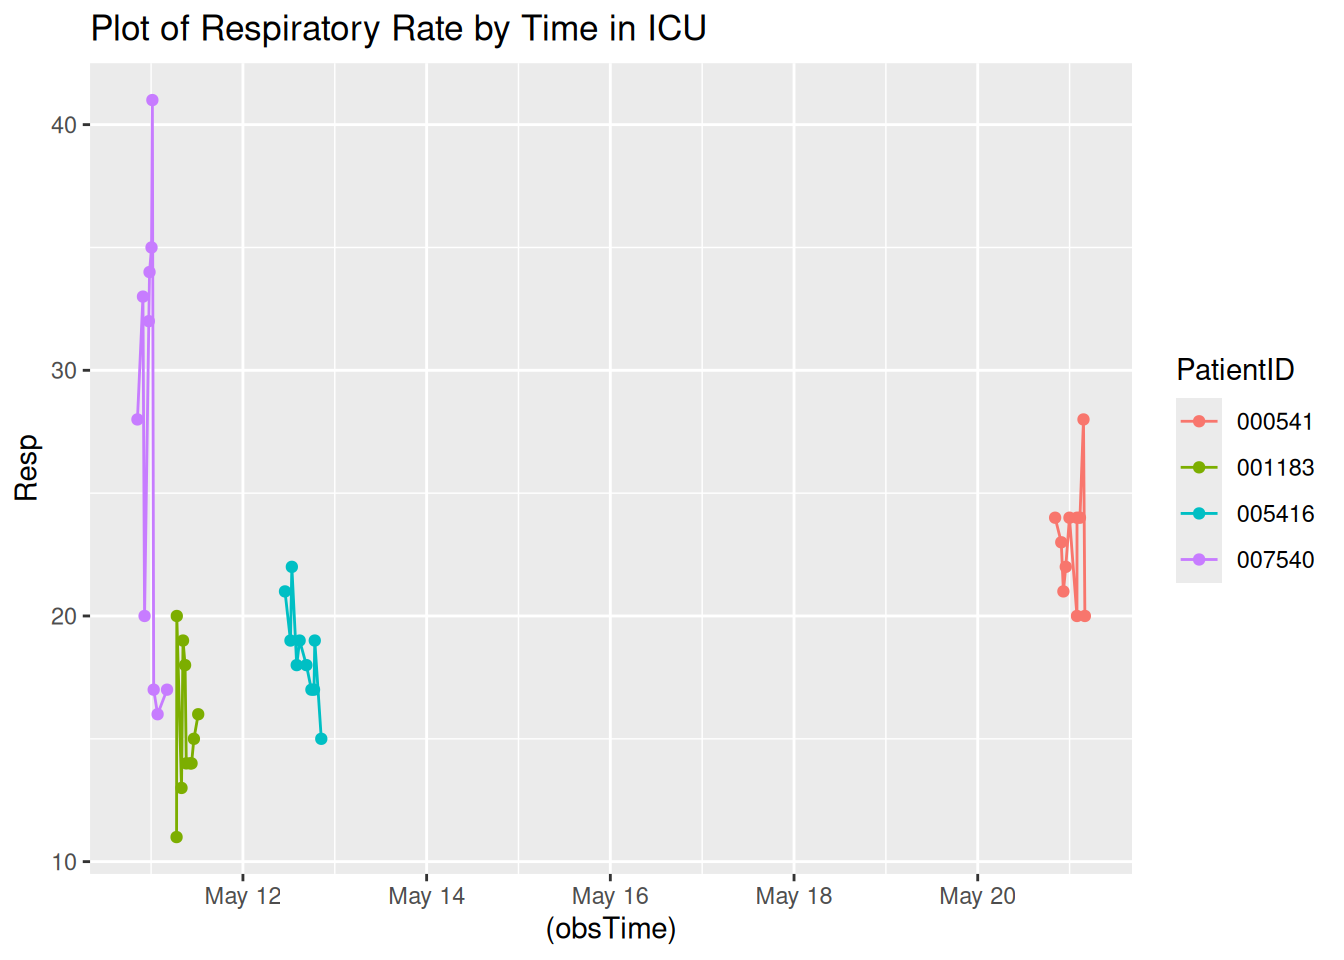 Plot of Respiratory Rate by Time in ICU
40
30
20
10
Resp
May 12
May 14
May 16
May 18
May 20
(obsTime)
PatientID
000541
001183
005416
007540